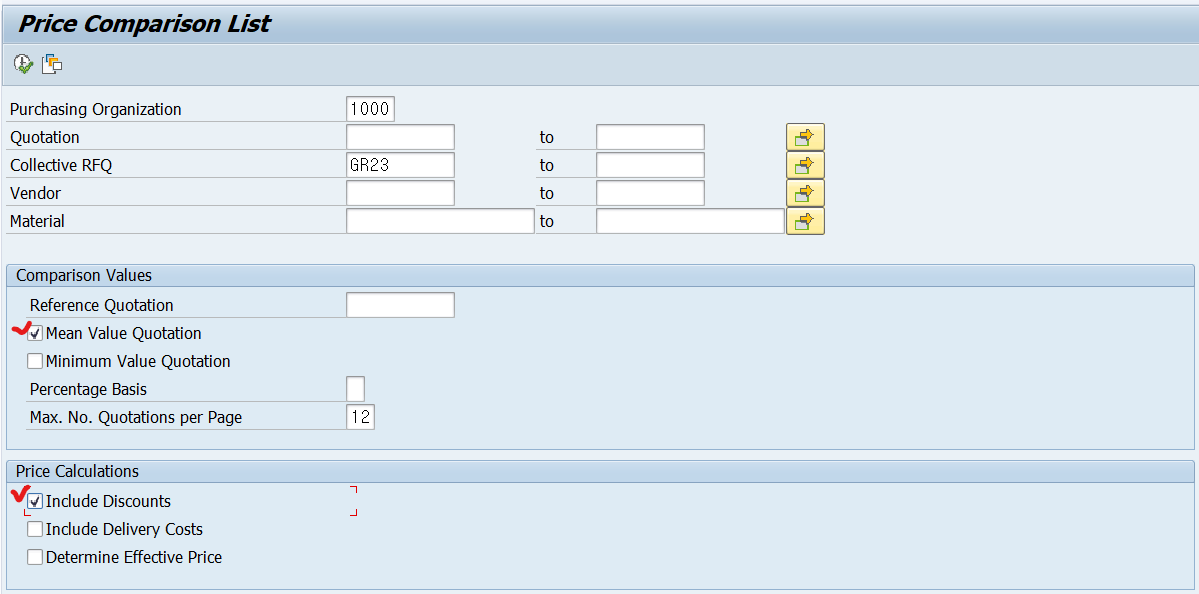 Price Comparison List
Purchasing Organization 1000
Quotation to
Collective RFQ GR23 to
Vendor to
Material to
Comparison Values
Reference Quotation
Mean Value Quotation
Minimum Value Quotation
Percentage Basis
Max. No. Quotations per Page 12
Price Calculations
Include Discounts
Include Delivery Costs
Determine Effective Price